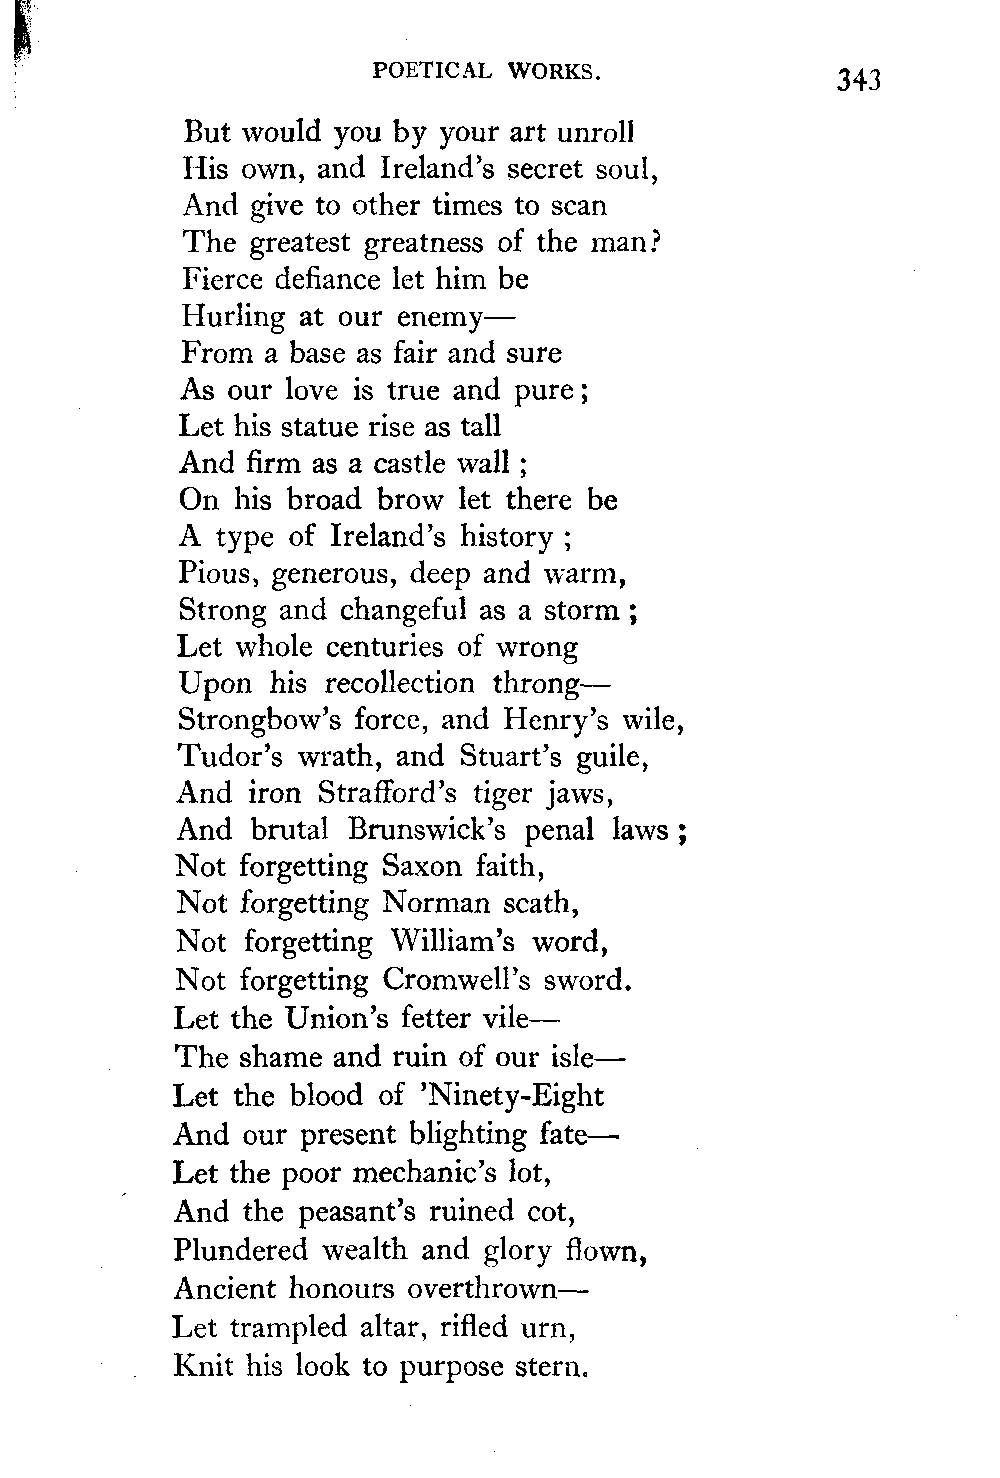 POETICAL WORKS. 343
But would you by your art unroll
His own, and Ireland's secret soul,
And give to other times to scan
The greatest greatness of the man?
Fierce defiance let him be
Hurling at our enemy—
From a base as fair and sure
As our love is true and pure;
Let his statue rise as tall
And firm as a castle wall ;
On his broad brow let there be
A type of Ireland's history ;
Pious, generous, deep and warm,
Strong and changeful as a storm ;
Let whole centuries of wrong
Upon his recollection throng—
Strongbow's force, and Henry's wile,
Tudor's wrath, and Stuart's guile,
And iron Strafford's tiger jaws,
And brutal Brunswick's penal laws ;
Not forgetting Saxon faith,
Not forgetting Norman scath,
Not forgetting William's word,
Not forgetting Cromwell's sword.
Let the Union's fetter vile—
The shame and ruin of our isle—
Let the blood of 'Ninety-Eight
And our present blighting fate—
Let the poor mechanic's lot,
And the peasant's ruined cot,
Plundered wealth and glory flown,
Ancient honours overthrown—
Let trampled altar, rifled urn,
Knit his look to purpose stern.